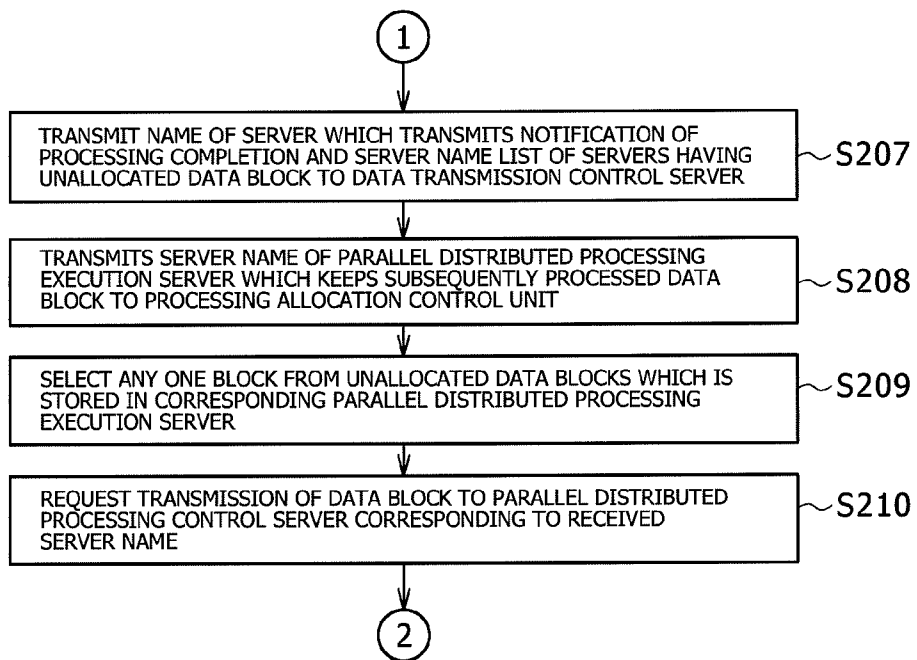 1
TRANSMIT NAME OF SERVER WHICH TRANSMITS NOTIFICATION OF
PROCESSING COMPLETION AND SERVER NAME LIST OF SERVERS HAVING
UNALLOCATED DATA BLOCK TO DATA TRANSMISSION CONTROL SERVER
S207
TRANSMITS SERVER NAME OF PARALLEL DISTRIBUTED PROCESSING
EXECUTION SERVER WHICH KEEPS SUBSEQUENTLY PROCESSED DATA
BLOCK TO PROCESSING ALLOCATION CONTROL UNIT
S208
SELECT ANY ONE BLOCK FROM UNALLOCATED DATA BLOCKS WHICH IS
STORED IN CORRESPONDING PARALLEL DISTRIBUTED PROCESSING
EXECUTION SERVER
S209
REQUEST TRANSMISSION OF DATA BLOCK TO PARALLEL DISTRIBUTED
PROCESSING CONTROL SERVER CORRESPONDING TO RECEIVED
SERVER NAME
S210
2